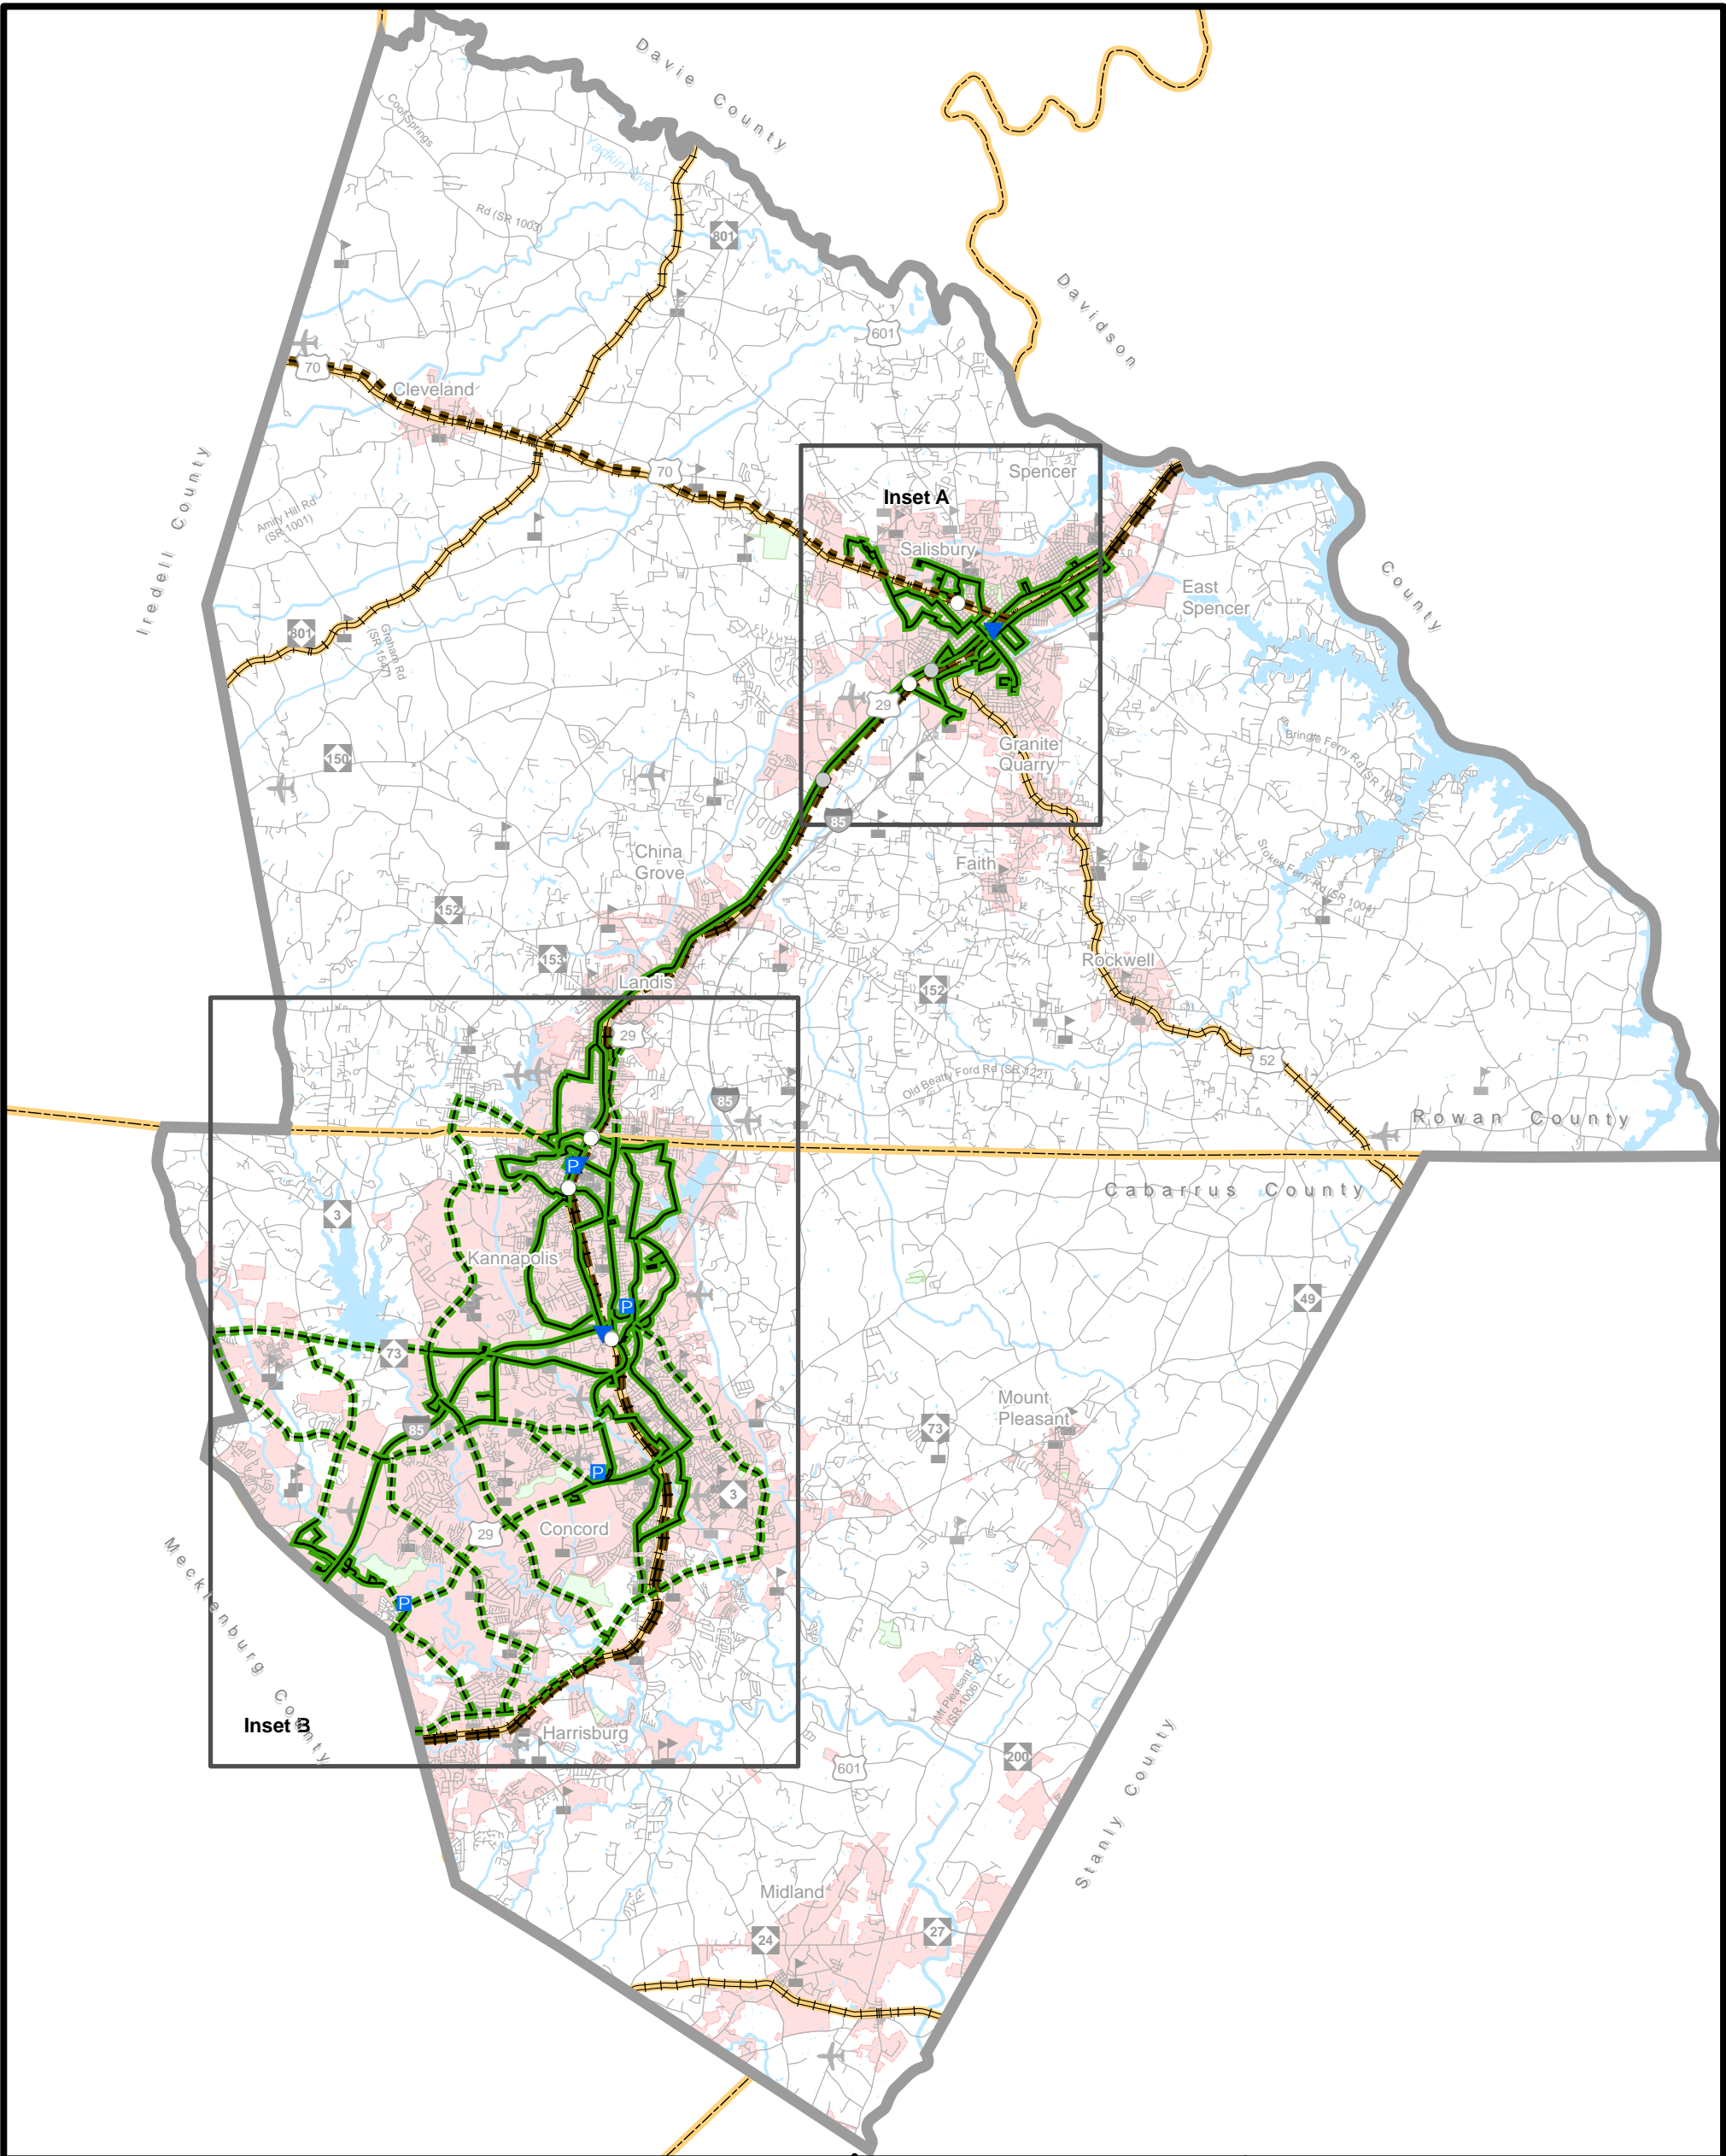 Davie County
Cool Springs
Yadkin River
Rd (SR 1003)
801
Davidson
601
70
Cleveland
70
Spencer
Inset A
Iredell County
Amity Hill Rd
(SR 1001)
Salisbury
County
East
Spencer
801
Graham Rd
(SR 1547)
29
Granite
Quarry
Bringle Ferry Rd (SR 1002)
150
85
China
Grove
Faith
Stokes Ferry Rd (SR 1004)
152
153
Rockwell
Landis
152
29
52
Old Beatty Ford Rd (SR 1221)
85
Rowan County
Cabarrus County
3
Kannapolis
P
49
P
73
Mount
Pleasant
85
73
P
3
29
Concord
Mecklenburg County
P
Mt Pleasant Rd
(SR 1006)
Inset B
Harrisburg
200
601
Stanly County
Midland
24
27